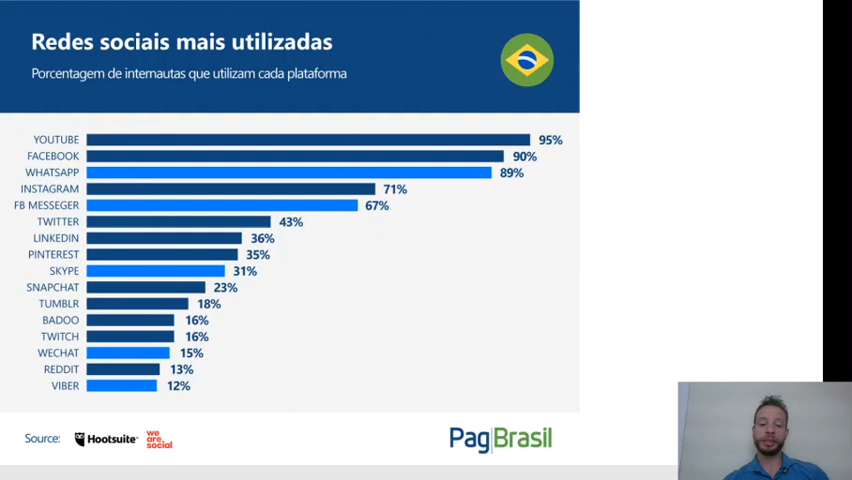 Redes sociais mais utilizadas
Porcentagem de internautas que utilizam cada plataforma
YOUTUBE 95%
FACEBOOK 90%
WHATSAPP 89%
INSTAGRAM 71%
FB MESSEGER 67%
TWITTER 43%
LINKEDIN 36%
PINTEREST 35%
SKYPE 31%
SNAPCHAT 23%
TUMBLR 18%
BADOO 16%
TWITCH 16%
WECHAT 15%
REDDIT 13%
VIBER 12%
Source: Hootsuite we are. social
PagBrasil